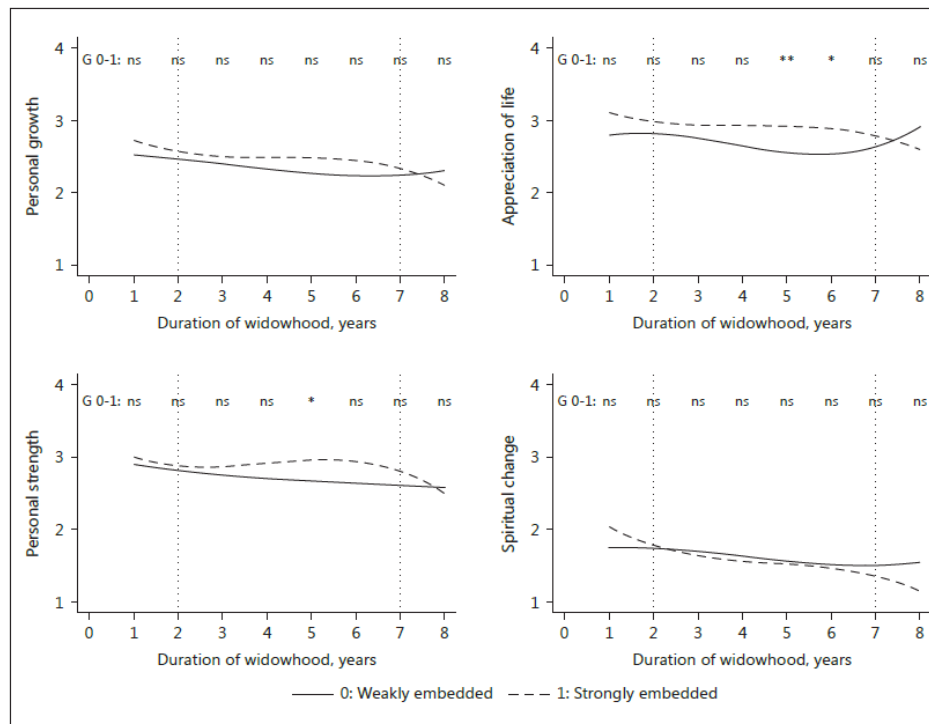 Personal growth
4
3
2
1
G 0-1: ns ns ns ns ns ns ns ns
0 1 2 3 4 5 6 7 8
Duration of widowhood, years
Appreciation of life
4
3
2
1
G 0-1: ns ns ns ns ** * ns ns
0 1 2 3 4 5 6 7 8
Duration of widowhood, years
Personal strength
4
3
2
1
G 0-1: ns ns ns ns * ns ns ns
0 1 2 3 4 5 6 7 8
Duration of widowhood, years
Spiritual change
4
3
2
1
G 0-1: ns ns ns ns ns ns ns ns
0 1 2 3 4 5 6 7 8
Duration of widowhood, years
0: Weakly embedded 1: Strongly embedded